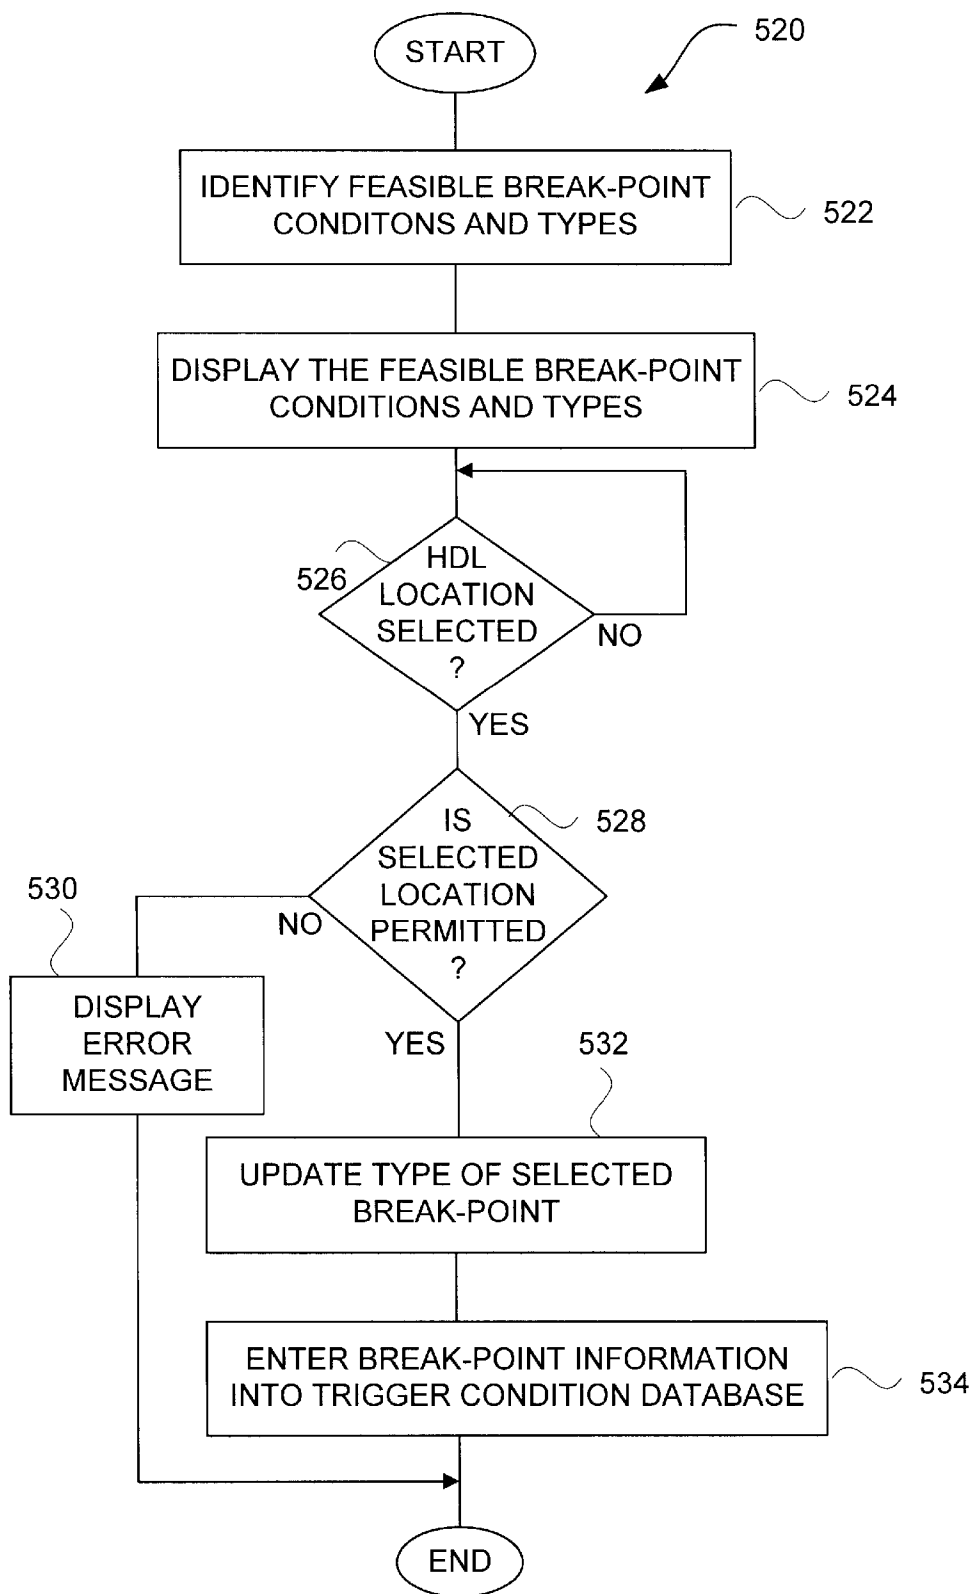 START
520
IDENTIFY FEASIBLE BREAK-POINT
CONDITONS AND TYPES
522
DISPLAY THE FEASIBLE BREAK-POINT
CONDITIONS AND TYPES
524
526
HDL
LOCATION
SELECTED
?
NO
YES
528
IS
SELECTED
LOCATION
PERMITTED
?
530
NO
DISPLAY
ERROR
MESSAGE
YES
532
UPDATE TYPE OF SELECTED
BREAK-POINT
ENTER BREAK-POINT INFORMATION
INTO TRIGGER CONDITION DATABASE
534
END